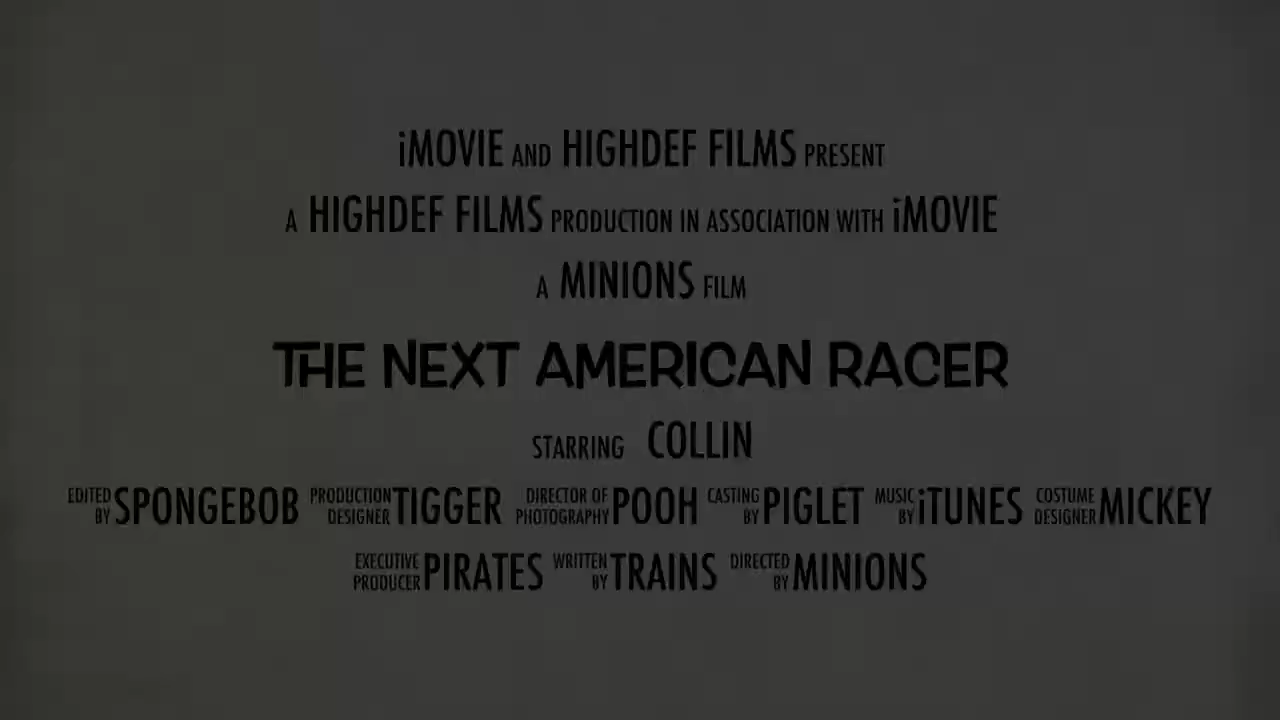 iMOVIE AND HIGHDEF FILMS PRESENT
A HIGHDEF FILMS PRODUCTION IN ASSOCIATION WITH iMOVIE
A MINIONS FILM
THE NEXT AMERICAN RACER
STARRING COLLIN
EDITED BY SPONGEBOB PRODUCTION DESIGNER TIGGER DIRECTOR OF PHOTOGRAPHY POOH CASTING BY PIGLET MUSIC BY iTUNES COSTUME DESIGNER MICKEY
EXECUTIVE PRODUCER PIRATES WRITTEN BY TRAINS DIRECTED BY MINIONS